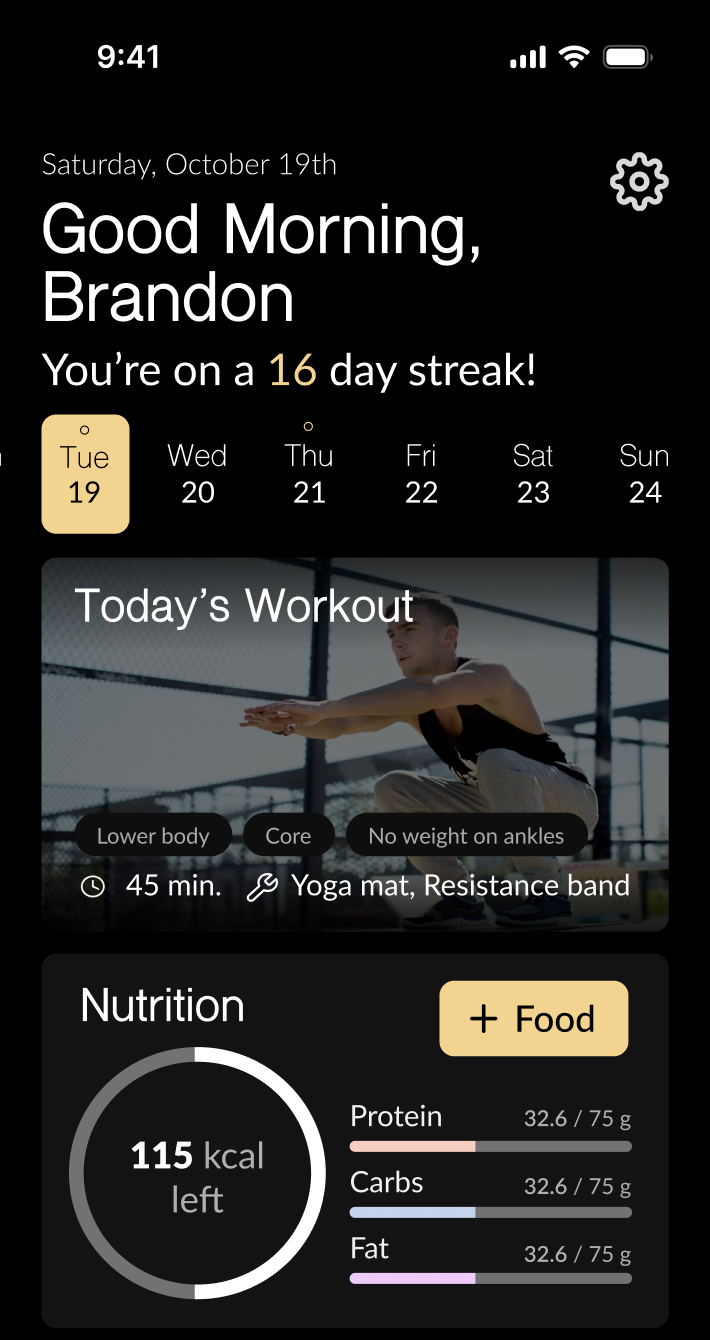 9:41
Saturday, October 19th
Good Morning,
Brandon
You’re on a 16 day streak!
Tue Wed Thu Fri Sat Sun
19 20 21 22 23 24
Today’s Workout
Lower body Core No weight on ankles
45 min. Yoga mat, Resistance band
Nutrition
+ Food
115 kcal
left
Protein 32.6 / 75 g
Carbs 32.6 / 75 g
Fat 32.6 / 75 g